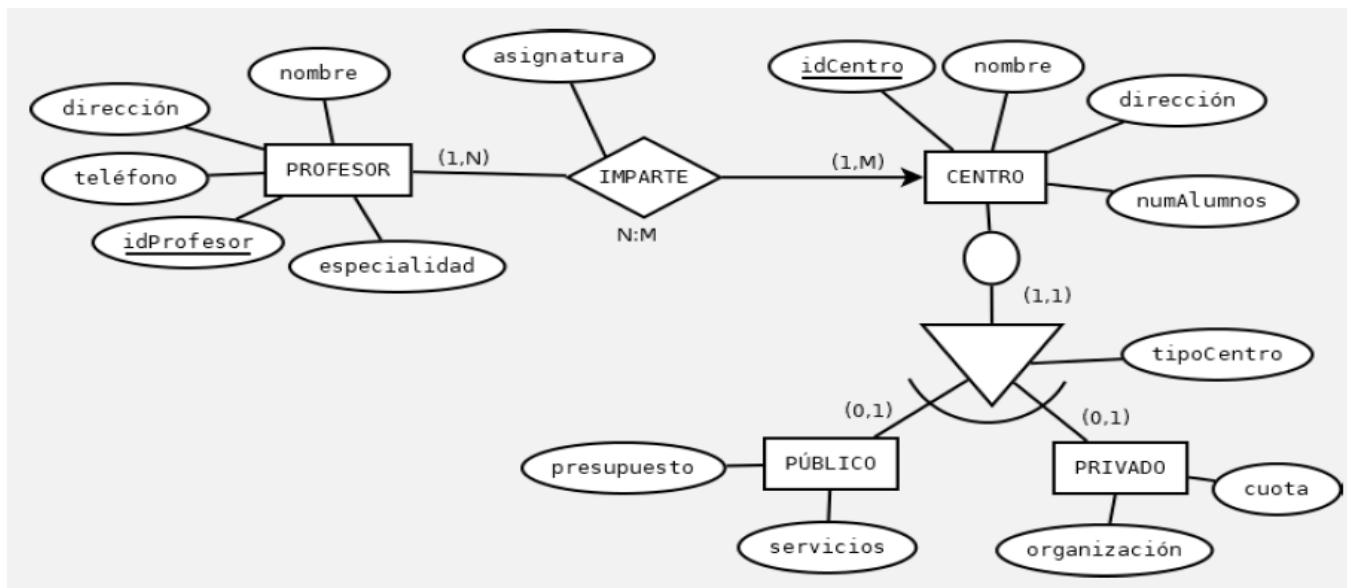 asignatura
nombre
idCentro
nombre
dirección
dirección
PROFESOR
(1,N)
IMPARTE
(1,M)
CENTRO
teléfono
numAlumnos
idProfesor
N:M
especialidad
(1,1)
tipoCentro
(0,1)
(0,1)
presupuesto
PÚBLICO
PRIVADO
cuota
servicios
organización